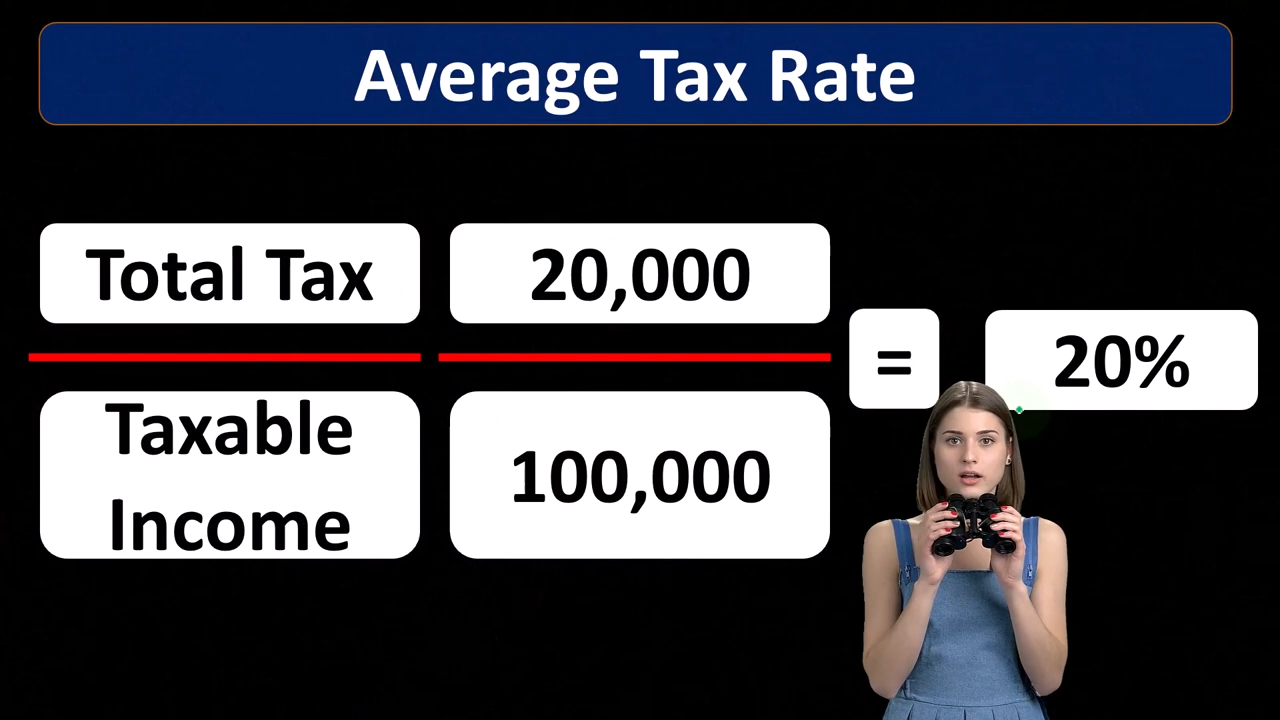 Average Tax Rate
Total Tax
20,000
=
20%
Taxable
Income
100,000